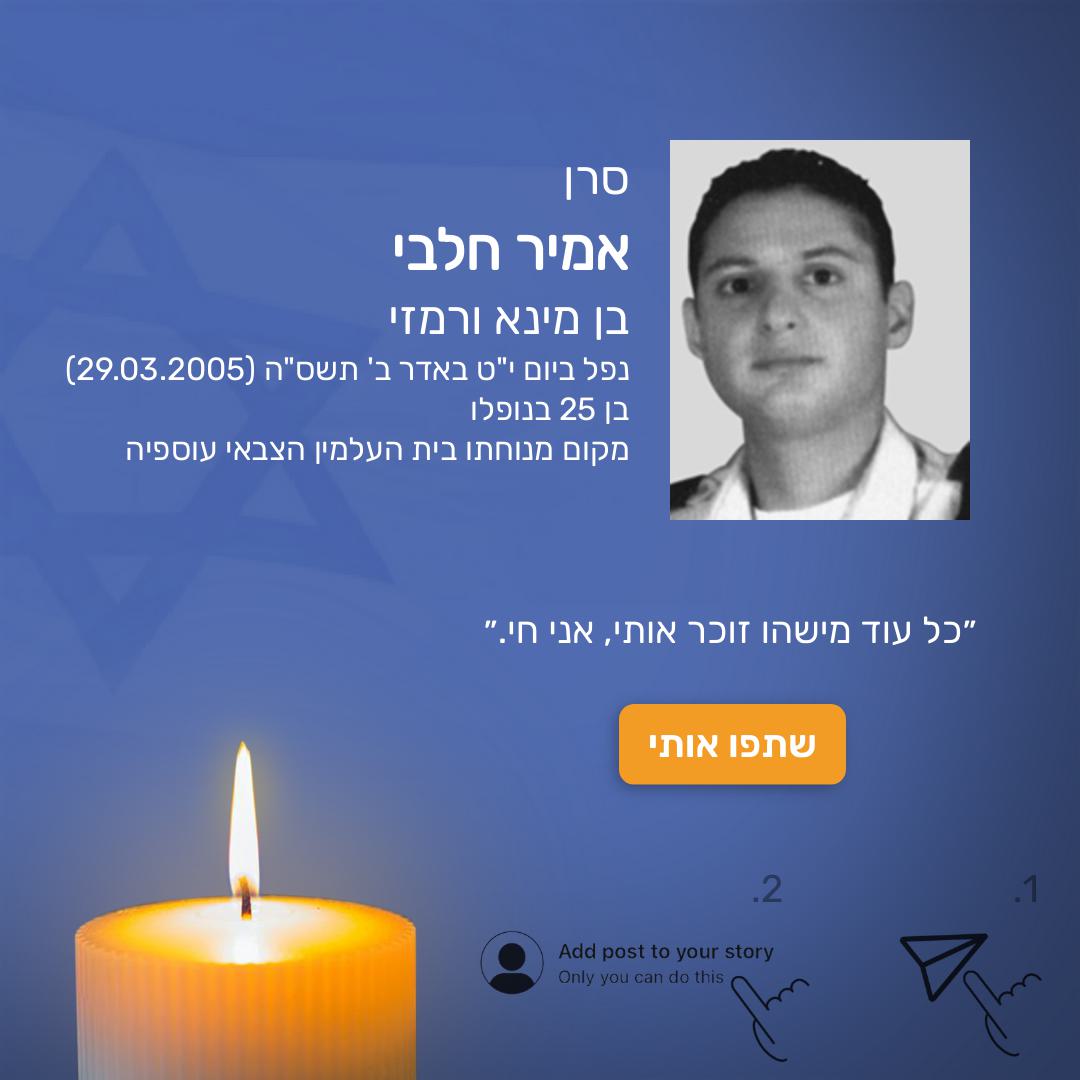 סרן
אמיר חלבי
בן מינא ורמזי
נפל ביום י"ט באדר ב' תשס"ה (29.03.2005)
בן 25 בנופלו
מקום מנוחתו בית העלמין הצבאי עוספיה
״כל עוד מישהו זוכר אותי, אני חי.״
שתפו אותי
.1
.2
Add post to your story
Only you can do this